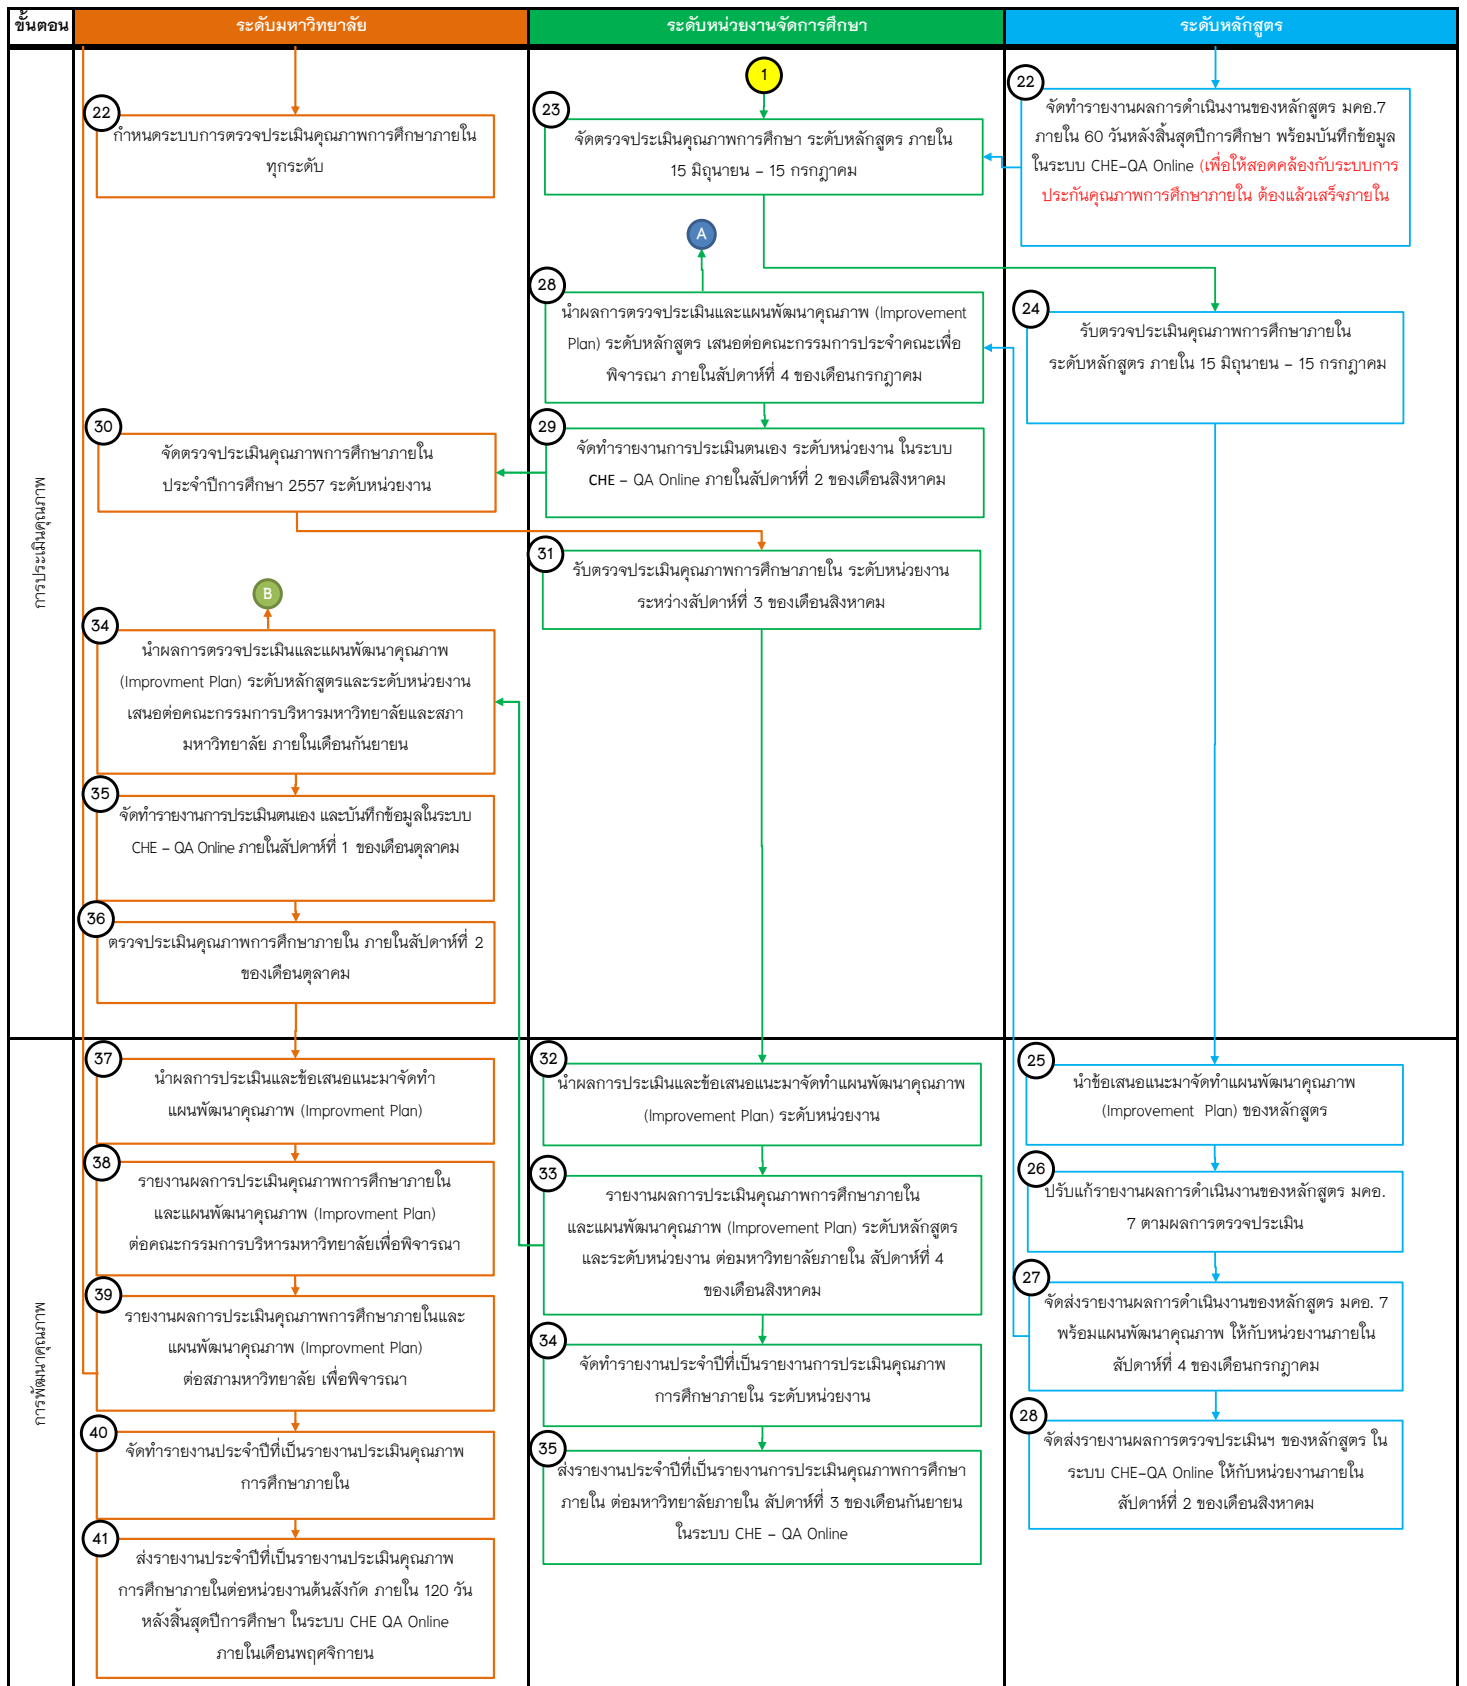 ขั้นตอน
ระดับมหาวิทยาลัย
ระดับหน่วยงานจัดการศึกษา
ระดับหลักสูตร
การประเมินคุณภาพ
22
กำหนดระบบการตรวจประเมินคุณภาพการศึกษาภายใน
ทุกระดับ
1
23
จัดตรวจประเมินคุณภาพการศึกษา ระดับหลักสูตร ภายใน
15 มิถุนายน – 15 กรกฎาคม
22
จัดทำรายงานผลการดำเนินงานของหลักสูตร มคอ.7
ภายใน 60 วันหลังสิ้นสุดปีการศึกษา พร้อมบันทึกข้อมูล
ในระบบ CHE-QA Online (เพื่อให้สอดคล้องกับระบบการ
ประกันคุณภาพการศึกษาภายใน ต้องแล้วเสร็จภายใน
A
28
นำผลการตรวจประเมินและแผนพัฒนาคุณภาพ (Improvement
Plan) ระดับหลักสูตร เสนอต่อคณะกรรมการประจำคณะเพื่อ
พิจารณา ภายในสัปดาห์ที่ 4 ของเดือนกรกฎาคม
24
รับตรวจประเมินคุณภาพการศึกษาภายใน
ระดับหลักสูตร ภายใน 15 มิถุนายน – 15 กรกฎาคม
30
จัดตรวจประเมินคุณภาพการศึกษาภายใน
ประจำปีการศึกษา 2557 ระดับหน่วยงาน
29
จัดทำรายงานการประเมินตนเอง ระดับหน่วยงาน ในระบบ
CHE – QA Online ภายในสัปดาห์ที่ 2 ของเดือนสิงหาคม
31
รับตรวจประเมินคุณภาพการศึกษาภายใน ระดับหน่วยงาน
ระหว่างสัปดาห์ที่ 3 ของเดือนสิงหาคม
B
34
นำผลการตรวจประเมินและแผนพัฒนาคุณภาพ
(Improvment Plan) ระดับหลักสูตรและระดับหน่วยงาน
เสนอต่อคณะกรรมการบริหารมหาวิทยาลัยและสภา
มหาวิทยาลัย ภายในเดือนกันยายน
35
จัดทำรายงานการประเมินตนเอง และบันทึกข้อมูลในระบบ
CHE – QA Online ภายในสัปดาห์ที่ 1 ของเดือนตุลาคม
36
ตรวจประเมินคุณภาพการศึกษาภายใน ภายในสัปดาห์ที่ 2
ของเดือนตุลาคม
การพัฒนาคุณภาพ
37
นำผลการประเมินและข้อเสนอแนะมาจัดทำ
แผนพัฒนาคุณภาพ (Improvment Plan)
38
รายงานผลการประเมินคุณภาพการศึกษาภายใน
และแผนพัฒนาคุณภาพ (Improvment Plan)
ต่อคณะกรรมการบริหารมหาวิทยาลัยเพื่อพิจารณา
39
รายงานผลการประเมินคุณภาพการศึกษาภายในและ
แผนพัฒนาคุณภาพ (Improvment Plan)
ต่อสภามหาวิทยาลัย เพื่อพิจารณา
40
จัดทำรายงานประจำปีที่เป็นรายงานประเมินคุณภาพ
การศึกษาภายใน
41
ส่งรายงานประจำปีที่เป็นรายงานประเมินคุณภาพ
การศึกษาภายในต่อหน่วยงานต้นสังกัด ภายใน 120 วัน
หลังสิ้นสุดปีการศึกษา ในระบบ CHE QA Online
ภายในเดือนพฤศจิกายน
32
นำผลการประเมินและข้อเสนอแนะมาจัดทำแผนพัฒนาคุณภาพ
(Improvement Plan) ระดับหน่วยงาน
33
รายงานผลการประเมินคุณภาพการศึกษาภายใน
และแผนพัฒนาคุณภาพ (Improvement Plan) ระดับหลักสูตร
และระดับหน่วยงาน ต่อมหาวิทยาลัยภายใน สัปดาห์ที่ 4
ของเดือนสิงหาคม
34
จัดทำรายงานประจำปีที่เป็นรายงานการประเมินคุณภาพ
การศึกษาภายใน ระดับหน่วยงาน
35
ส่งรายงานประจำปีที่เป็นรายงานการประเมินคุณภาพการศึกษา
ภายใน ต่อมหาวิทยาลัยภายใน สัปดาห์ที่ 3 ของเดือนกันยายน
ในระบบ CHE – QA Online
25
นำข้อเสนอแนะมาจัดทำแผนพัฒนาคุณภาพ
(Improvement Plan) ของหลักสูตร
26
ปรับแก้รายงานผลการดำเนินงานของหลักสูตร มคอ.
7 ตามผลการตรวจประเมิน
27
จัดส่งรายงานผลการดำเนินงานของหลักสูตร มคอ. 7
พร้อมแผนพัฒนาคุณภาพ ให้กับหน่วยงานภายใน
สัปดาห์ที่ 4 ของเดือนกรกฎาคม
28
จัดส่งรายงานผลการตรวจประเมินฯ ของหลักสูตร ใน
ระบบ CHE-QA Online ให้กับหน่วยงานภายใน
สัปดาห์ที่ 2 ของเดือนสิงหาคม